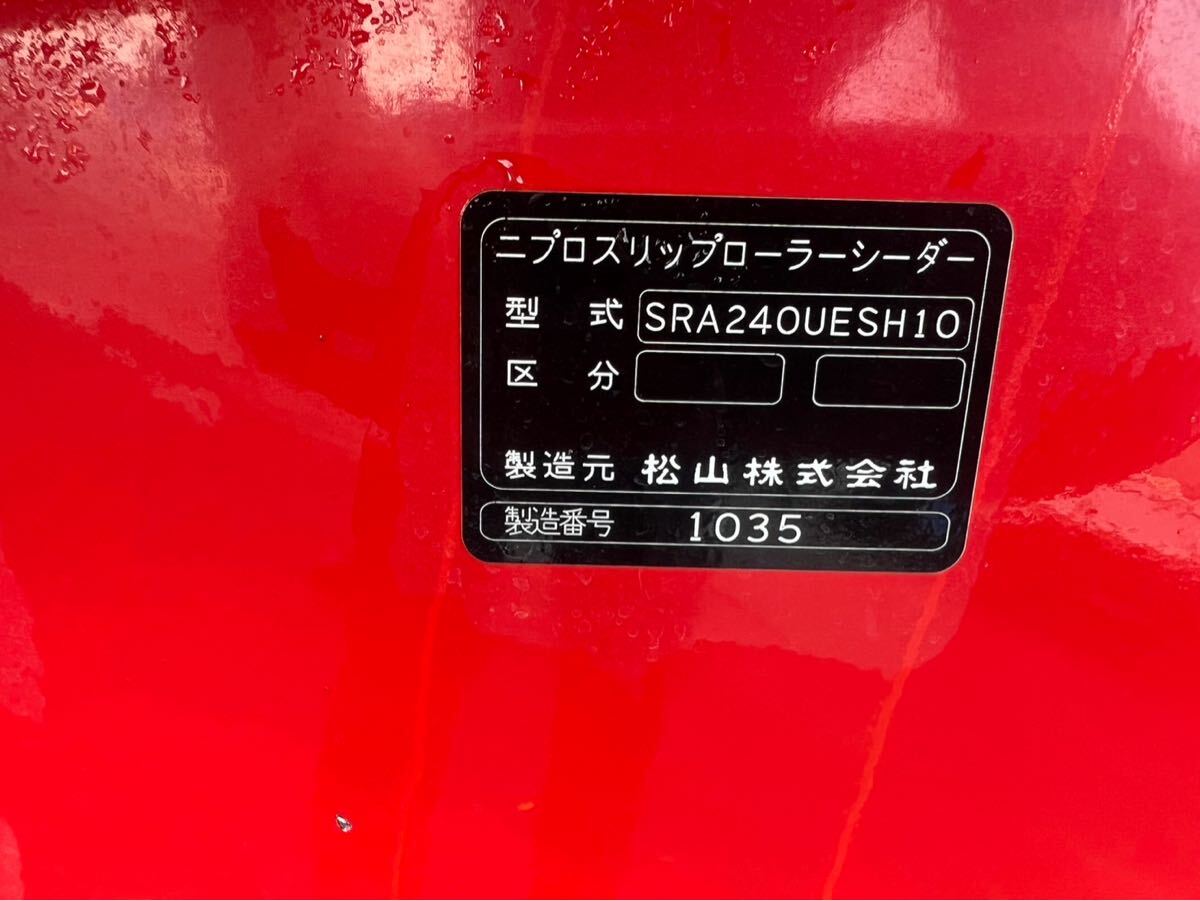 ニプロスリップローラーシーダー
型式 SRA240UESH10
区分
製造元 松山株式会社
製造番号 1035